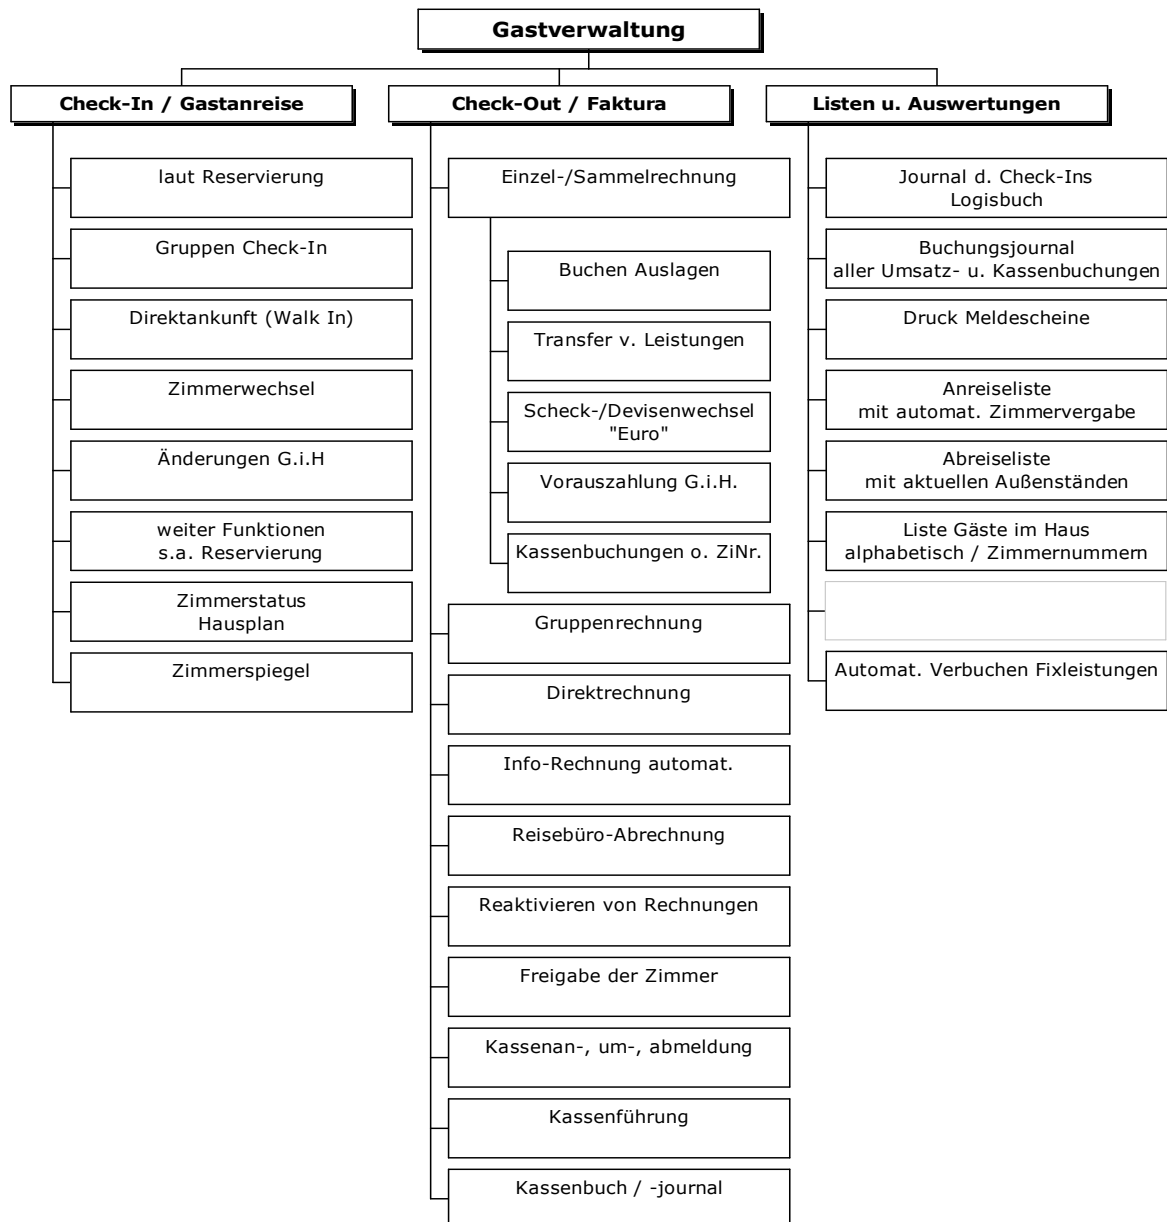 Gastverwaltung
Check-In / Gastanreise
laut Reservierung
Gruppen Check-In
Direktankunft (Walk In)
Zimmerwechsel
Änderungen G.i.H
weiter Funktionen
s.a. Reservierung
Zimmerstatus
Hausplan
Zimmerspiegel
Check-Out / Faktura
Einzel-/Sammelrechnung
Buchen Auslagen
Transfer v. Leistungen
Scheck-/Devisenwechsel
"Euro"
Vorauszahlung G.i.H.
Kassenbuchungen o. ZiNr.
Gruppenrechnung
Direktrechnung
Info-Rechnung automat.
Reisebüro-Abrechnung
Reaktivieren von Rechnungen
Freigabe der Zimmer
Kassenan-, um-, abmeldung
Kassenführung
Kassenbuch / -journal
Listen u. Auswertungen
Journal d. Check-Ins
Logisbuch
Buchungsjournal
aller Umsatz- u. Kassenbuchungen
Druck Meldescheine
Anreiseliste
mit automat. Zimmervergabe
Abreiseliste
mit aktuellen Außenständen
Liste Gäste im Haus
alphabetisch / Zimmernummern
Automat. Verbuchen Fixleistungen